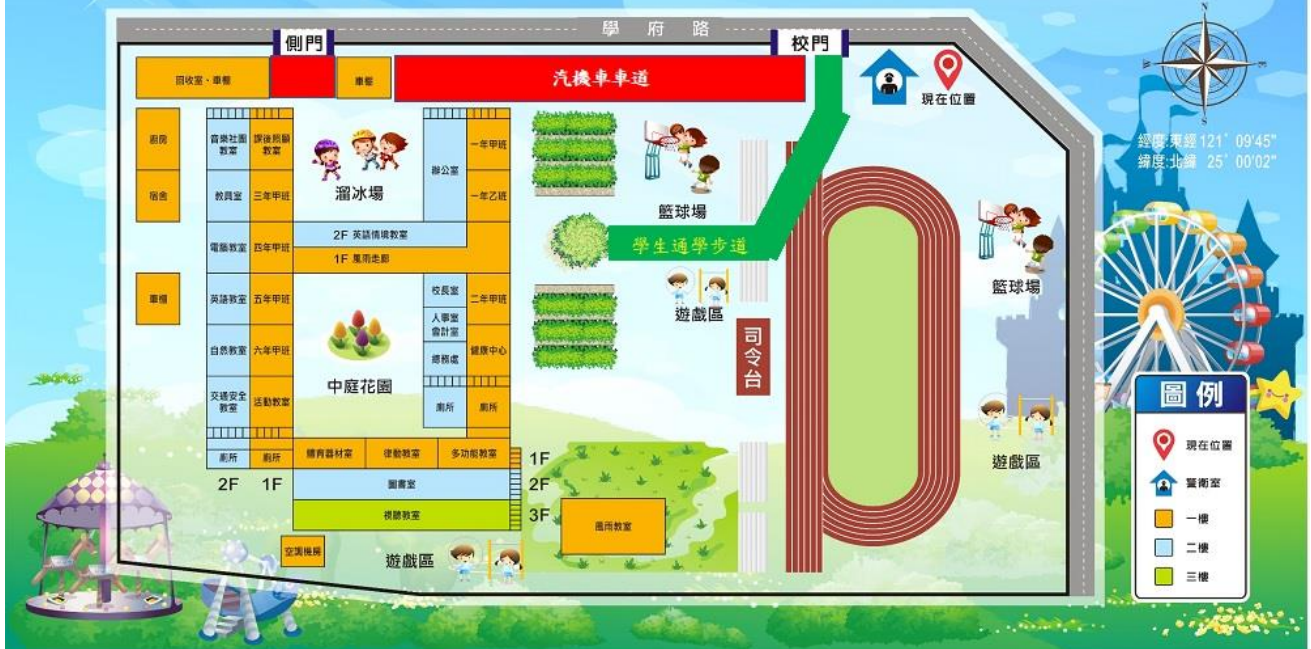 學府路
側門
校門
回收室、車棚
車棚
汽機車車道
現在位置
N
經度:東經 121° 09'45"
緯度:北緯 25° 00'02"
廚房
音樂社團
教室
課後照顧
教室
溜冰場
辦公室
一年甲班
宿舍
教具室
三年甲班
一年乙班
籃球場
電腦教室
四年甲班
2F 英語情境教室
1F 風雨走廊
學生通學步道
籃球場
車棚
英語教室
五年甲班
校長室
二年甲班
人事室
會計室
遊戲區
自然教室
六年甲班
中庭花園
總務處
健康中心
司令台
交通安全
教室
活動教室
廁所
廁所
遊戲區
廁所
廁所
體育器材室
律動教室
多功能教室
1F
2F
1F
圖書室
2F
視聽教室
3F
風雨教室
空調機房
遊戲區
圖例
現在位置
警衛室
一樓
二樓
三樓